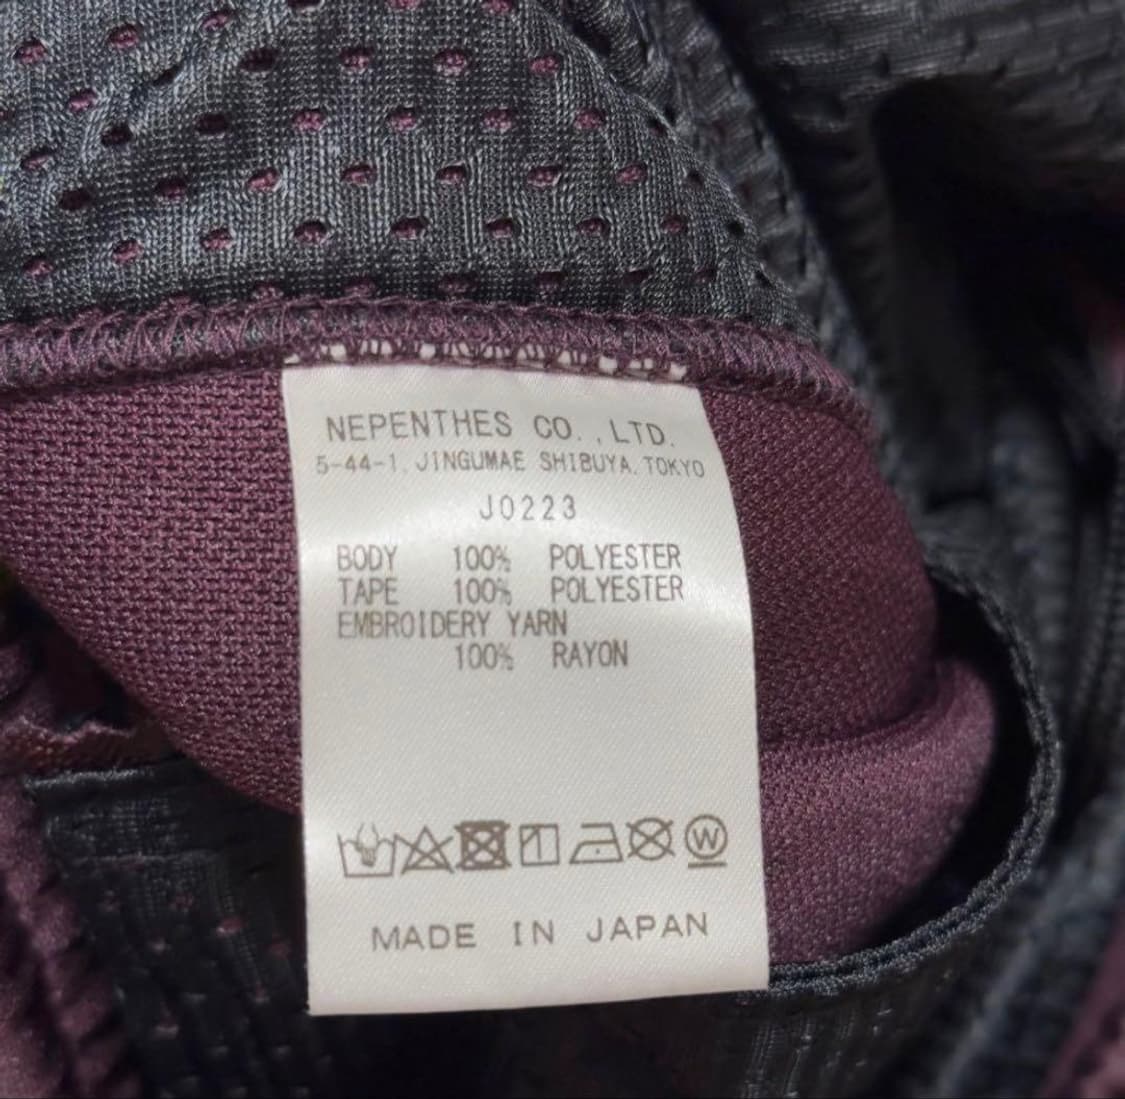 NEPENTHES CO.,LTD.
5-44-1, JINGUMAE SHIBUYA, TOKYO
J0223
BODY 100% POLYESTER
TAPE 100% POLYESTER
EMBROIDERY YARN
100% RAYON
W
MADE IN JAPAN